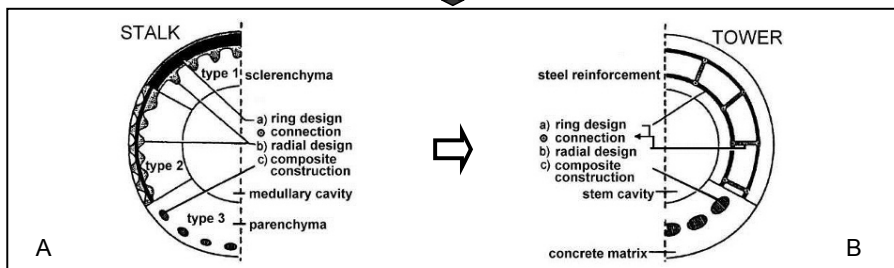 STALK
type 1
sclerenchyma
a) ring design
connection
b) radial design
c) composite
construction
type 2
medullary cavity
type 3
parenchyma
A
TOWER
steel reinforcement
a) ring design
connection
b) radial design
c) composite
construction
stem cavity
concrete matrix
B